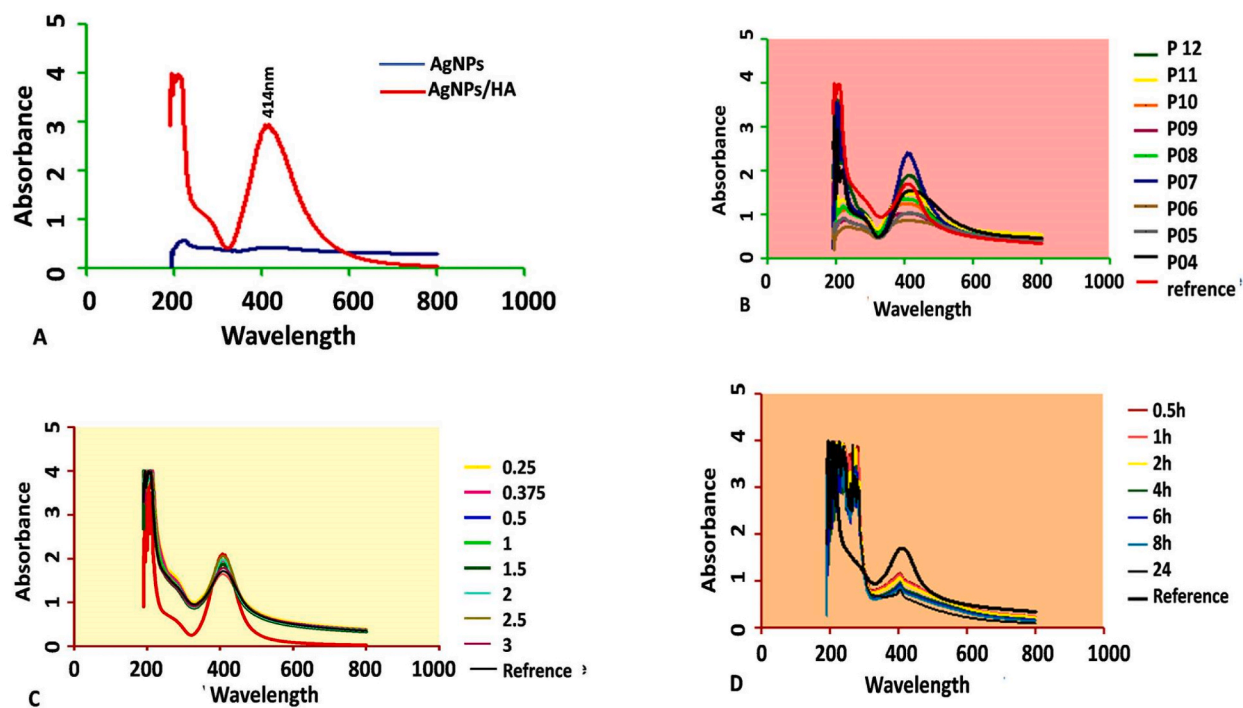 5
4
3
2
1
0
Absorbance
0 200 400 600 800 1000
Wavelength
414nm
AgNPs
AgNPs/HA
A
5
4
3
2
1
0
Absorbance
0 200 400 600 800 1000
Wavelength
P 12
P11
P10
P09
P08
P07
P06
P05
P04
refrence
B
5
4
3
2
1
0
Absorbance
0 200 400 600 800 1000
Wavelength
0.25
0.375
0.5
1
1.5
2
2.5
3
Refrence
C
5
4
3
2
1
0
Absorbance
0 200 400 600 800 1000
Wavelength
0.5h
1h
2h
4h
6h
8h
24
Reference
D